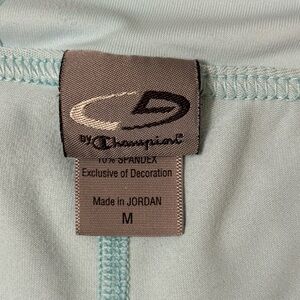 BY Champion
10% SPANDEX
Exclusive of Decoration
Made in JORDAN
M